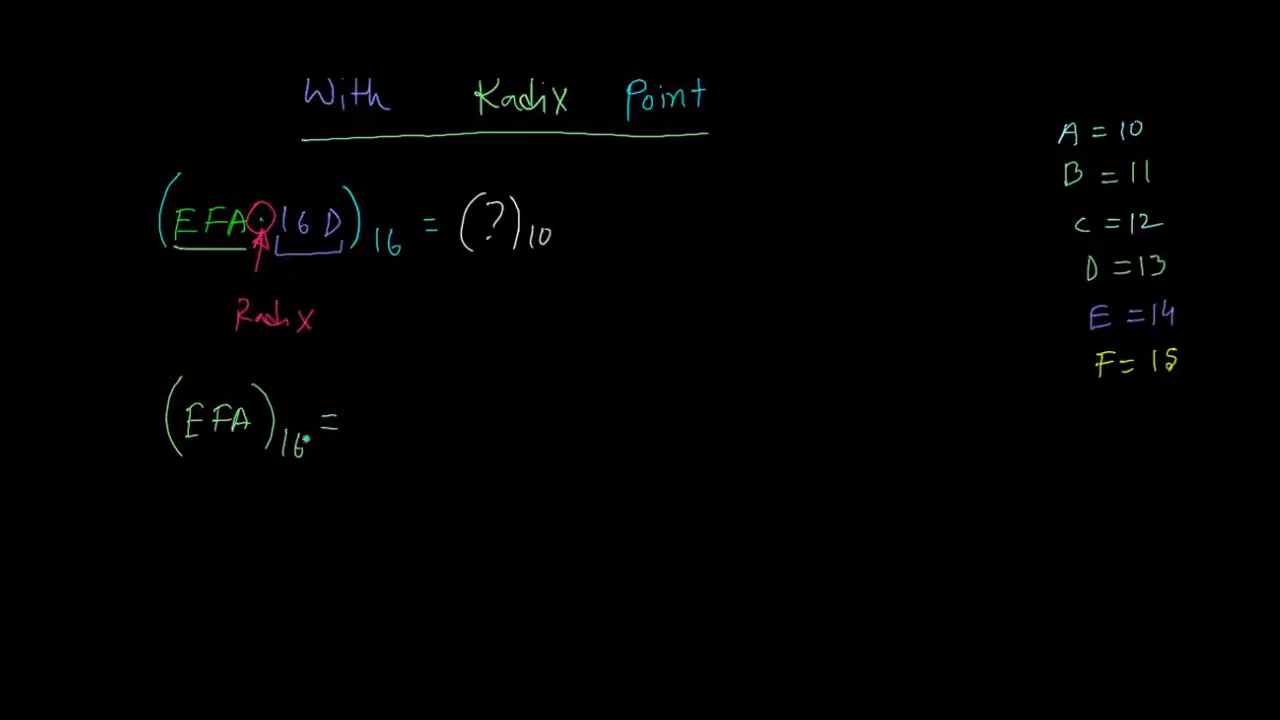 With Radix Point
(EFA.16D)16 = (?)10
Radix
(EFA)16 =
A = 10
B = 11
C = 12
D = 13
E = 14
F = 15